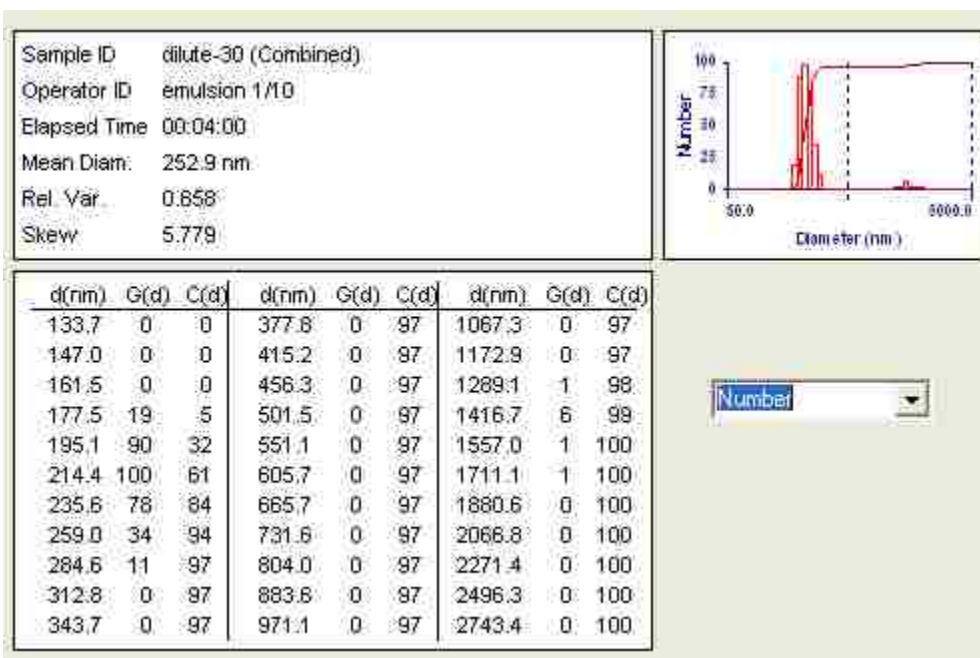 Sample ID dilute-30 (Combined)
Operator ID emulsion 1/10
Elapsed Time 00:04:00
Mean Diam. 252.9 nm
Rel. Var. 0.658
Skew 5.779
100
75
50
25
0
Number
50.0 6000.0
Diameter (nm)
d(nm) G(d) C(d) d(nm) G(d) C(d) d(nm) G(d) C(d)
133.7 0 0 377.8 0 97 1067.3 0 97
147.0 0 0 415.2 0 97 1172.9 0 97
161.5 0 0 456.3 0 97 1289.1 1 98
177.5 19 5 501.5 0 97 1416.7 6 99
195.1 90 32 551.1 0 97 1557.0 1 100
214.4 100 61 605.7 0 97 1711.1 1 100
235.6 78 84 665.7 0 97 1880.6 0 100
259.0 34 94 731.6 0 97 2066.8 0 100
284.6 11 97 804.0 0 97 2271.4 0 100
312.8 0 97 883.6 0 97 2496.3 0 100
343.7 0 97 971.1 0 97 2743.4 0 100
Number